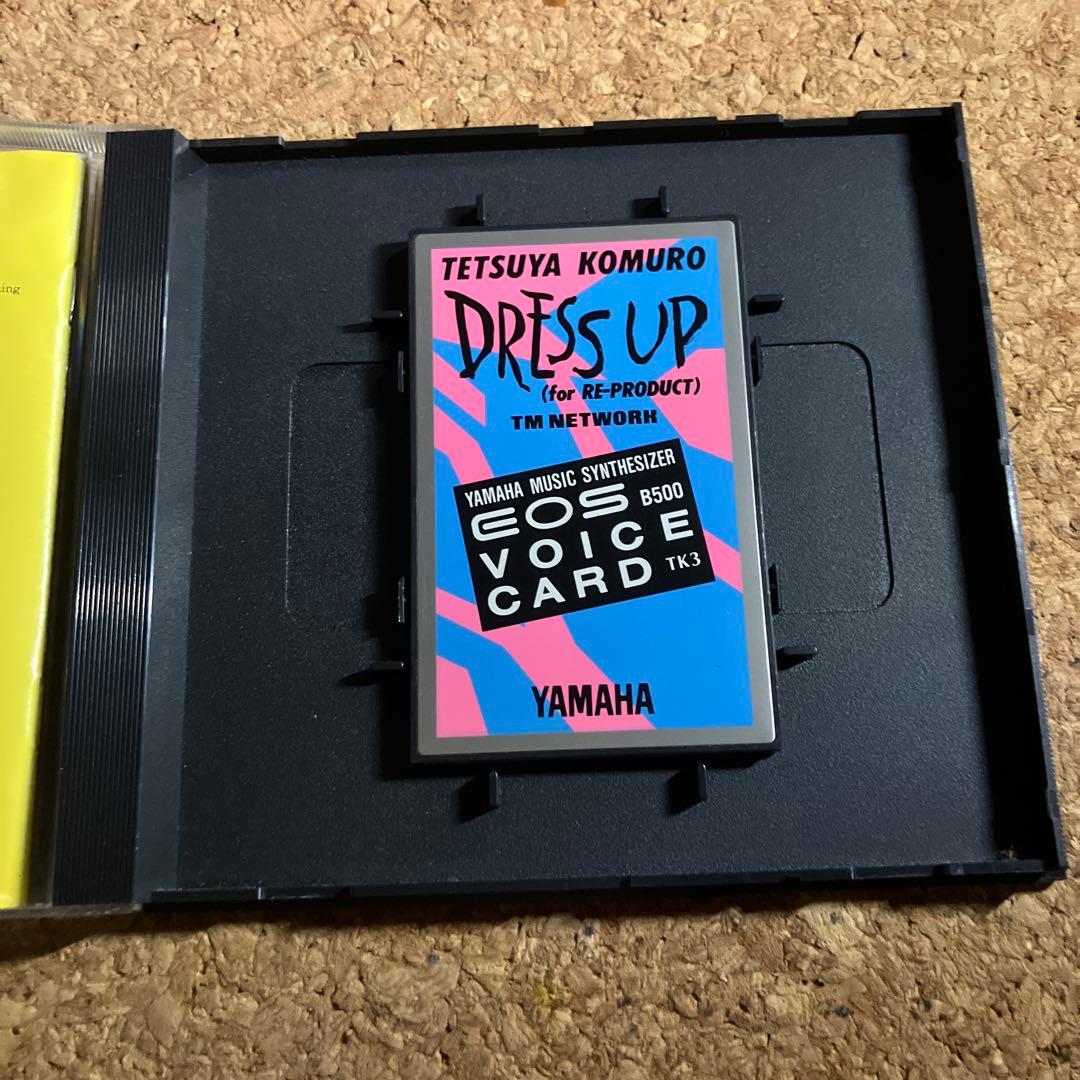 TETSUYA KOMURO
DRESS UP
(for RE-PRODUCT)
TM NETWORK
YAMAHA MUSIC SYNTHESIZER
EOS B500
VOICE
CARD TK3
YAMAHA